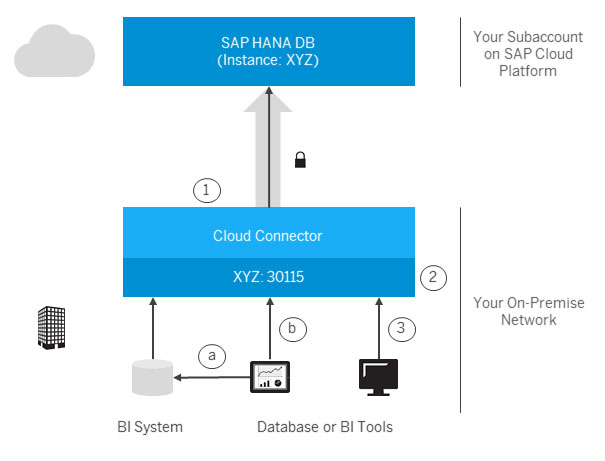 SAP HANA DB
(Instance: XYZ)
Your Subaccount
on SAP Cloud
Platform
1
Cloud Connector
XYZ: 30115
2
Your On-Premise
Network
a
b
3
BI System
Database or BI Tools